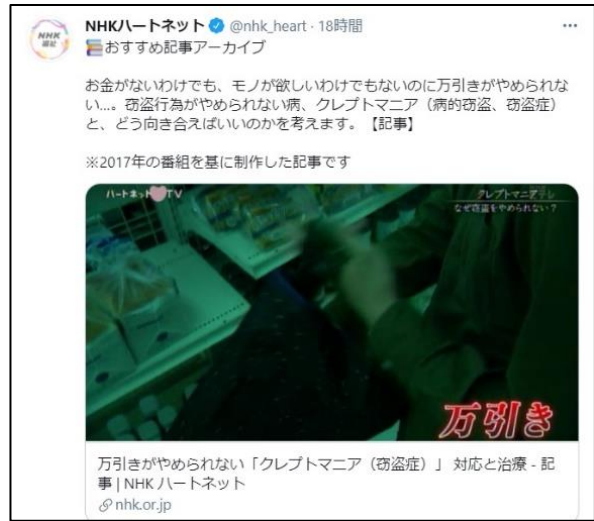 NHKハートネット @nhk_heart · 18時間
NHK
福祉
📚おすすめ記事アーカイブ
お金がないわけでも、モノが欲しいわけでもないのに万引きがやめられな
い...。窃盗行為がやめられない病、クレプトマニア（病的窃盗、窃盗症）
と、どう向き合えばいいのかを考えます。【記事】
※2017年の番組を基に制作した記事です
ハートネットTV
クレプトマニア
なぜ窃盗をやめられない?
万引き
万引きがやめられない「クレプトマニア（窃盗症）」 対応と治療 - 記
事 | NHK ハートネット
nhk.or.jp